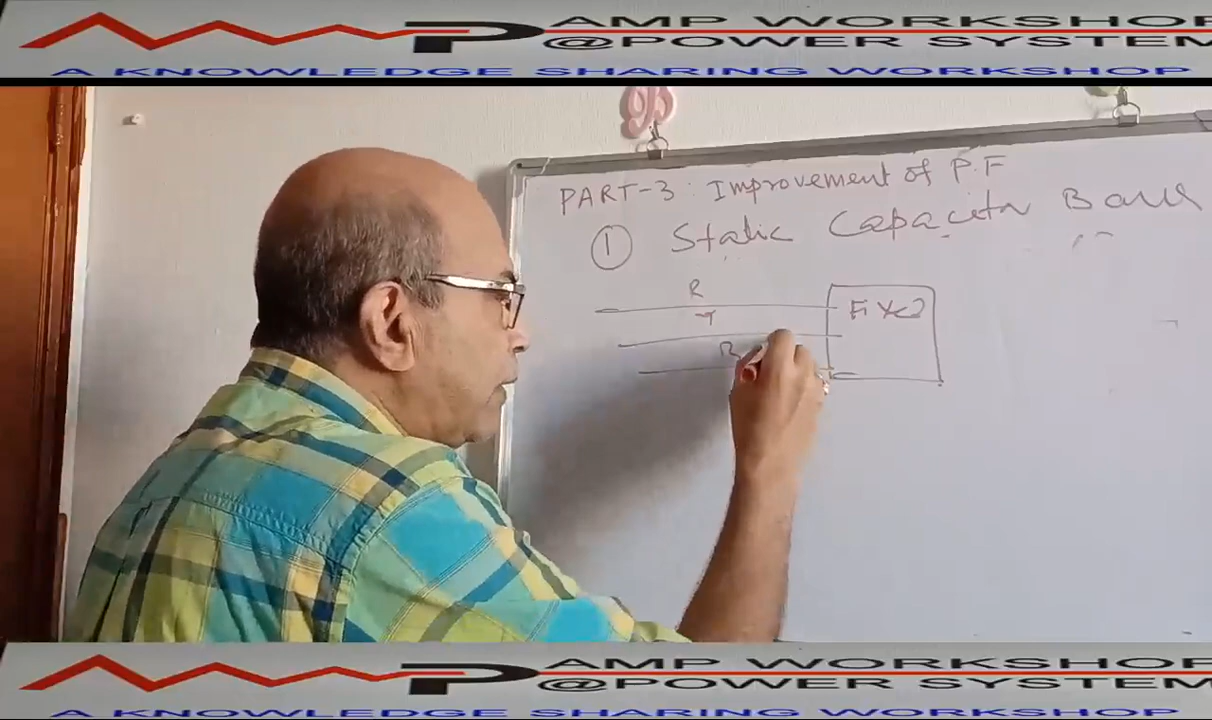 AMP WORKSHOP
@POWER SYSTEM
A KNOWLEDGE SHARING WORKSHOP
PART-3: Improvement of P.F
① Static Capacitor Bank
R
Y
B
Fixed
AMP WORKSHOP
@POWER SYSTEM
A KNOWLEDGE SHARING WORKSHOP